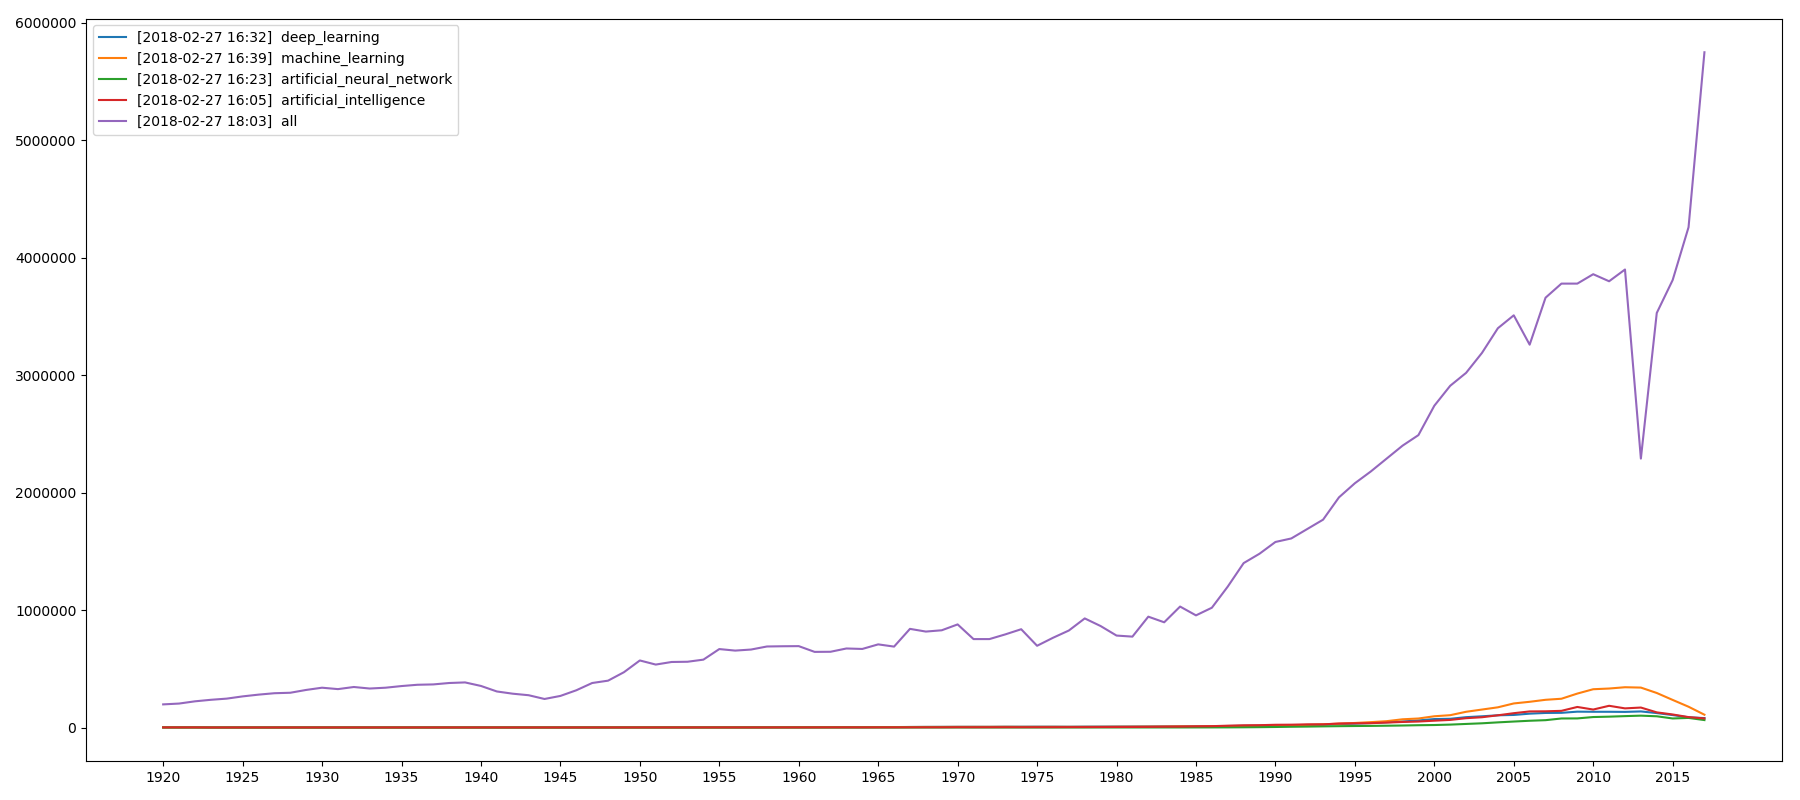 6000000
[2018-02-27 16:32] deep_learning
[2018-02-27 16:39] machine_learning
[2018-02-27 16:23] artificial_neural_network
[2018-02-27 16:05] artificial_intelligence
[2018-02-27 18:03] all
5000000
4000000
3000000
2000000
1000000
0
1920 1925 1930 1935 1940 1945 1950 1955 1960 1965 1970 1975 1980 1985 1990 1995 2000 2005 2010 2015